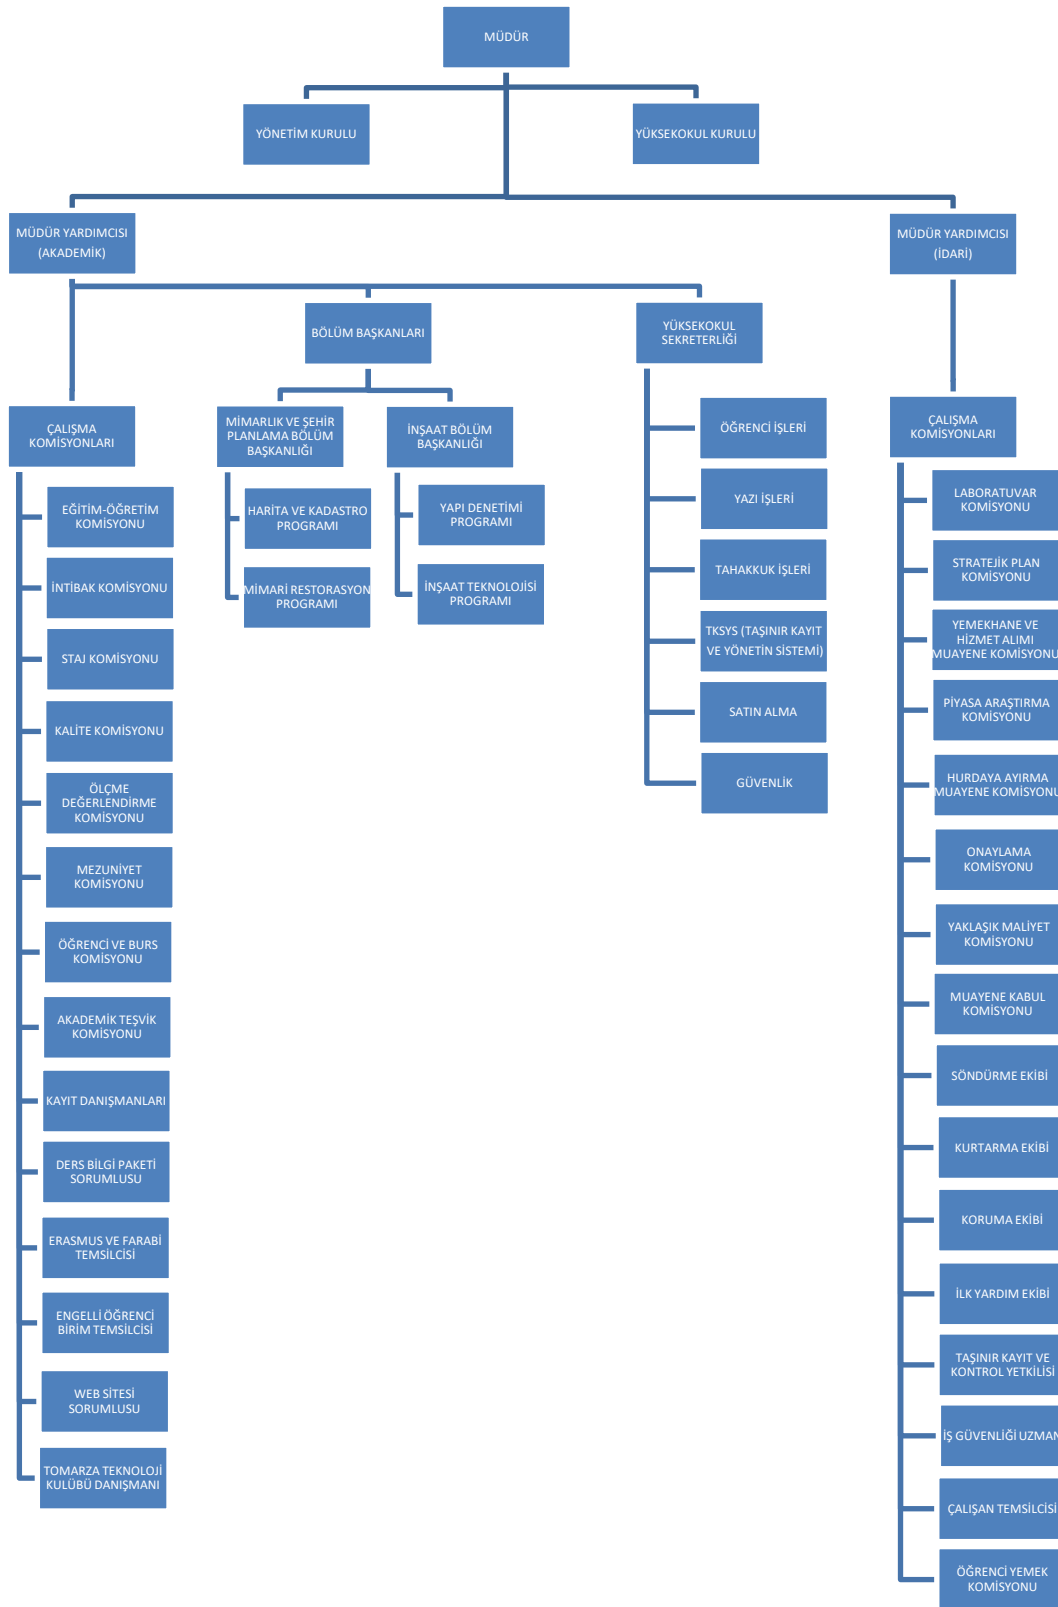 MÜDÜR
YÖNETİM KURULU
YÜKSEKOKUL KURULU
MÜDÜR YARDIMCISI
(AKADEMİK)
MÜDÜR YARDIMCISI
(İDARİ)
BÖLÜM BAŞKANLARI
YÜKSEKOKUL
SEKRETERLİĞİ
ÇALIŞMA
KOMİSYONLARI
MİMARLIK VE ŞEHİR
PLANLAMA BÖLÜM
BAŞKANLIĞI
İNŞAAT BÖLÜM
BAŞKANLIĞI
ÇALIŞMA
KOMİSYONLARI
EĞİTİM-ÖĞRETİM
KOMİSYONU
İNTİBAK KOMİSYONU
STAJ KOMİSYONU
KALİTE KOMİSYONU
ÖLÇME
DEĞERLENDİRME
KOMİSYONU
MEZUNİYET
KOMİSYONU
ÖĞRENCİ VE BURS
KOMİSYONU
AKADEMİK TEŞVİK
KOMİSYONU
KAYIT DANIŞMANLARI
DERS BİLGİ PAKETİ
SORUMLUSU
ERASMUS VE FARABİ
TEMSİLCİSİ
ENGELLİ ÖĞRENCİ
BİRİM TEMSİLCİSİ
WEB SİTESİ
SORUMLUSU
TOMARZA TEKNOLOJİ
KULÜBÜ DANIŞMANI
HARİTA VE KADASTRO
PROGRAMI
MİMARİ RESTORASYON
PROGRAMI
YAPI DENETİMİ
PROGRAMI
İNŞAAT TEKNOLOJİSİ
PROGRAMI
ÖĞRENCİ İŞLERİ
YAZI İŞLERİ
TAHAKKUK İŞLERİ
TKSYS (TAŞINIR KAYIT
VE YÖNETİN SİSTEMİ)
SATIN ALMA
GÜVENLİK
LABORATUVAR
KOMİSYONU
STRATEJİK PLAN
KOMİSYONU
YEMEKHANE VE
HİZMET ALIMI
MUAYENE KOMİSYONU
PİYASA ARAŞTIRMA
KOMİSYONU
HURDAYA AYIRMA
MUAYENE KOMİSYONU
ONAYLAMA
KOMİSYONU
YAKLAŞIK MALİYET
KOMİSYONU
MUAYENE KABUL
KOMİSYONU
SÖNDÜRME EKİBİ
KURTARMA EKİBİ
KORUMA EKİBİ
İLK YARDIM EKİBİ
TAŞINIR KAYIT VE
KONTROL YETKİLİSİ
İŞ GÜVENLİĞİ UZMAN
ÇALIŞAN TEMSİLCİSİ
ÖĞRENCİ YEMEK
KOMİSYONU